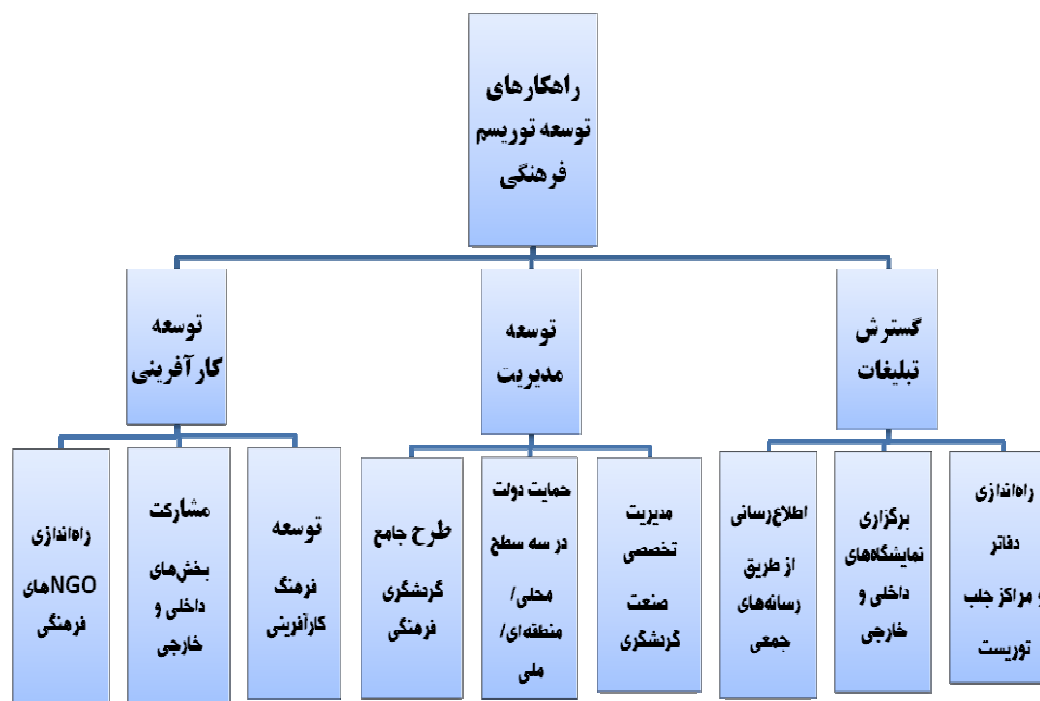 راهکارهای
توسعه توریسم
فرهنگی
گسترش
تبلیغات
توسعه
مدیریت
توسعه
کارآفرینی
راه‌اندازی
دفاتر
و مراکز جلب
توریست
برگزاری
نمایشگاه‌های
داخلی و
خارجی
اطلاع‌رسانی
از طریق
رسانه‌های
جمعی
مدیریت
تخصصی
صنعت
گردشگری
حمایت دولت
در سه سطح
محلی/
منطقه‌ای/
ملی
طرح جامع
گردشگری
فرهنگی
توسعه
فرهنگ
کارآفرینی
مشارکت
بخش‌های
داخلی و
خارجی
راه‌اندازی
NGOهای
فرهنگی